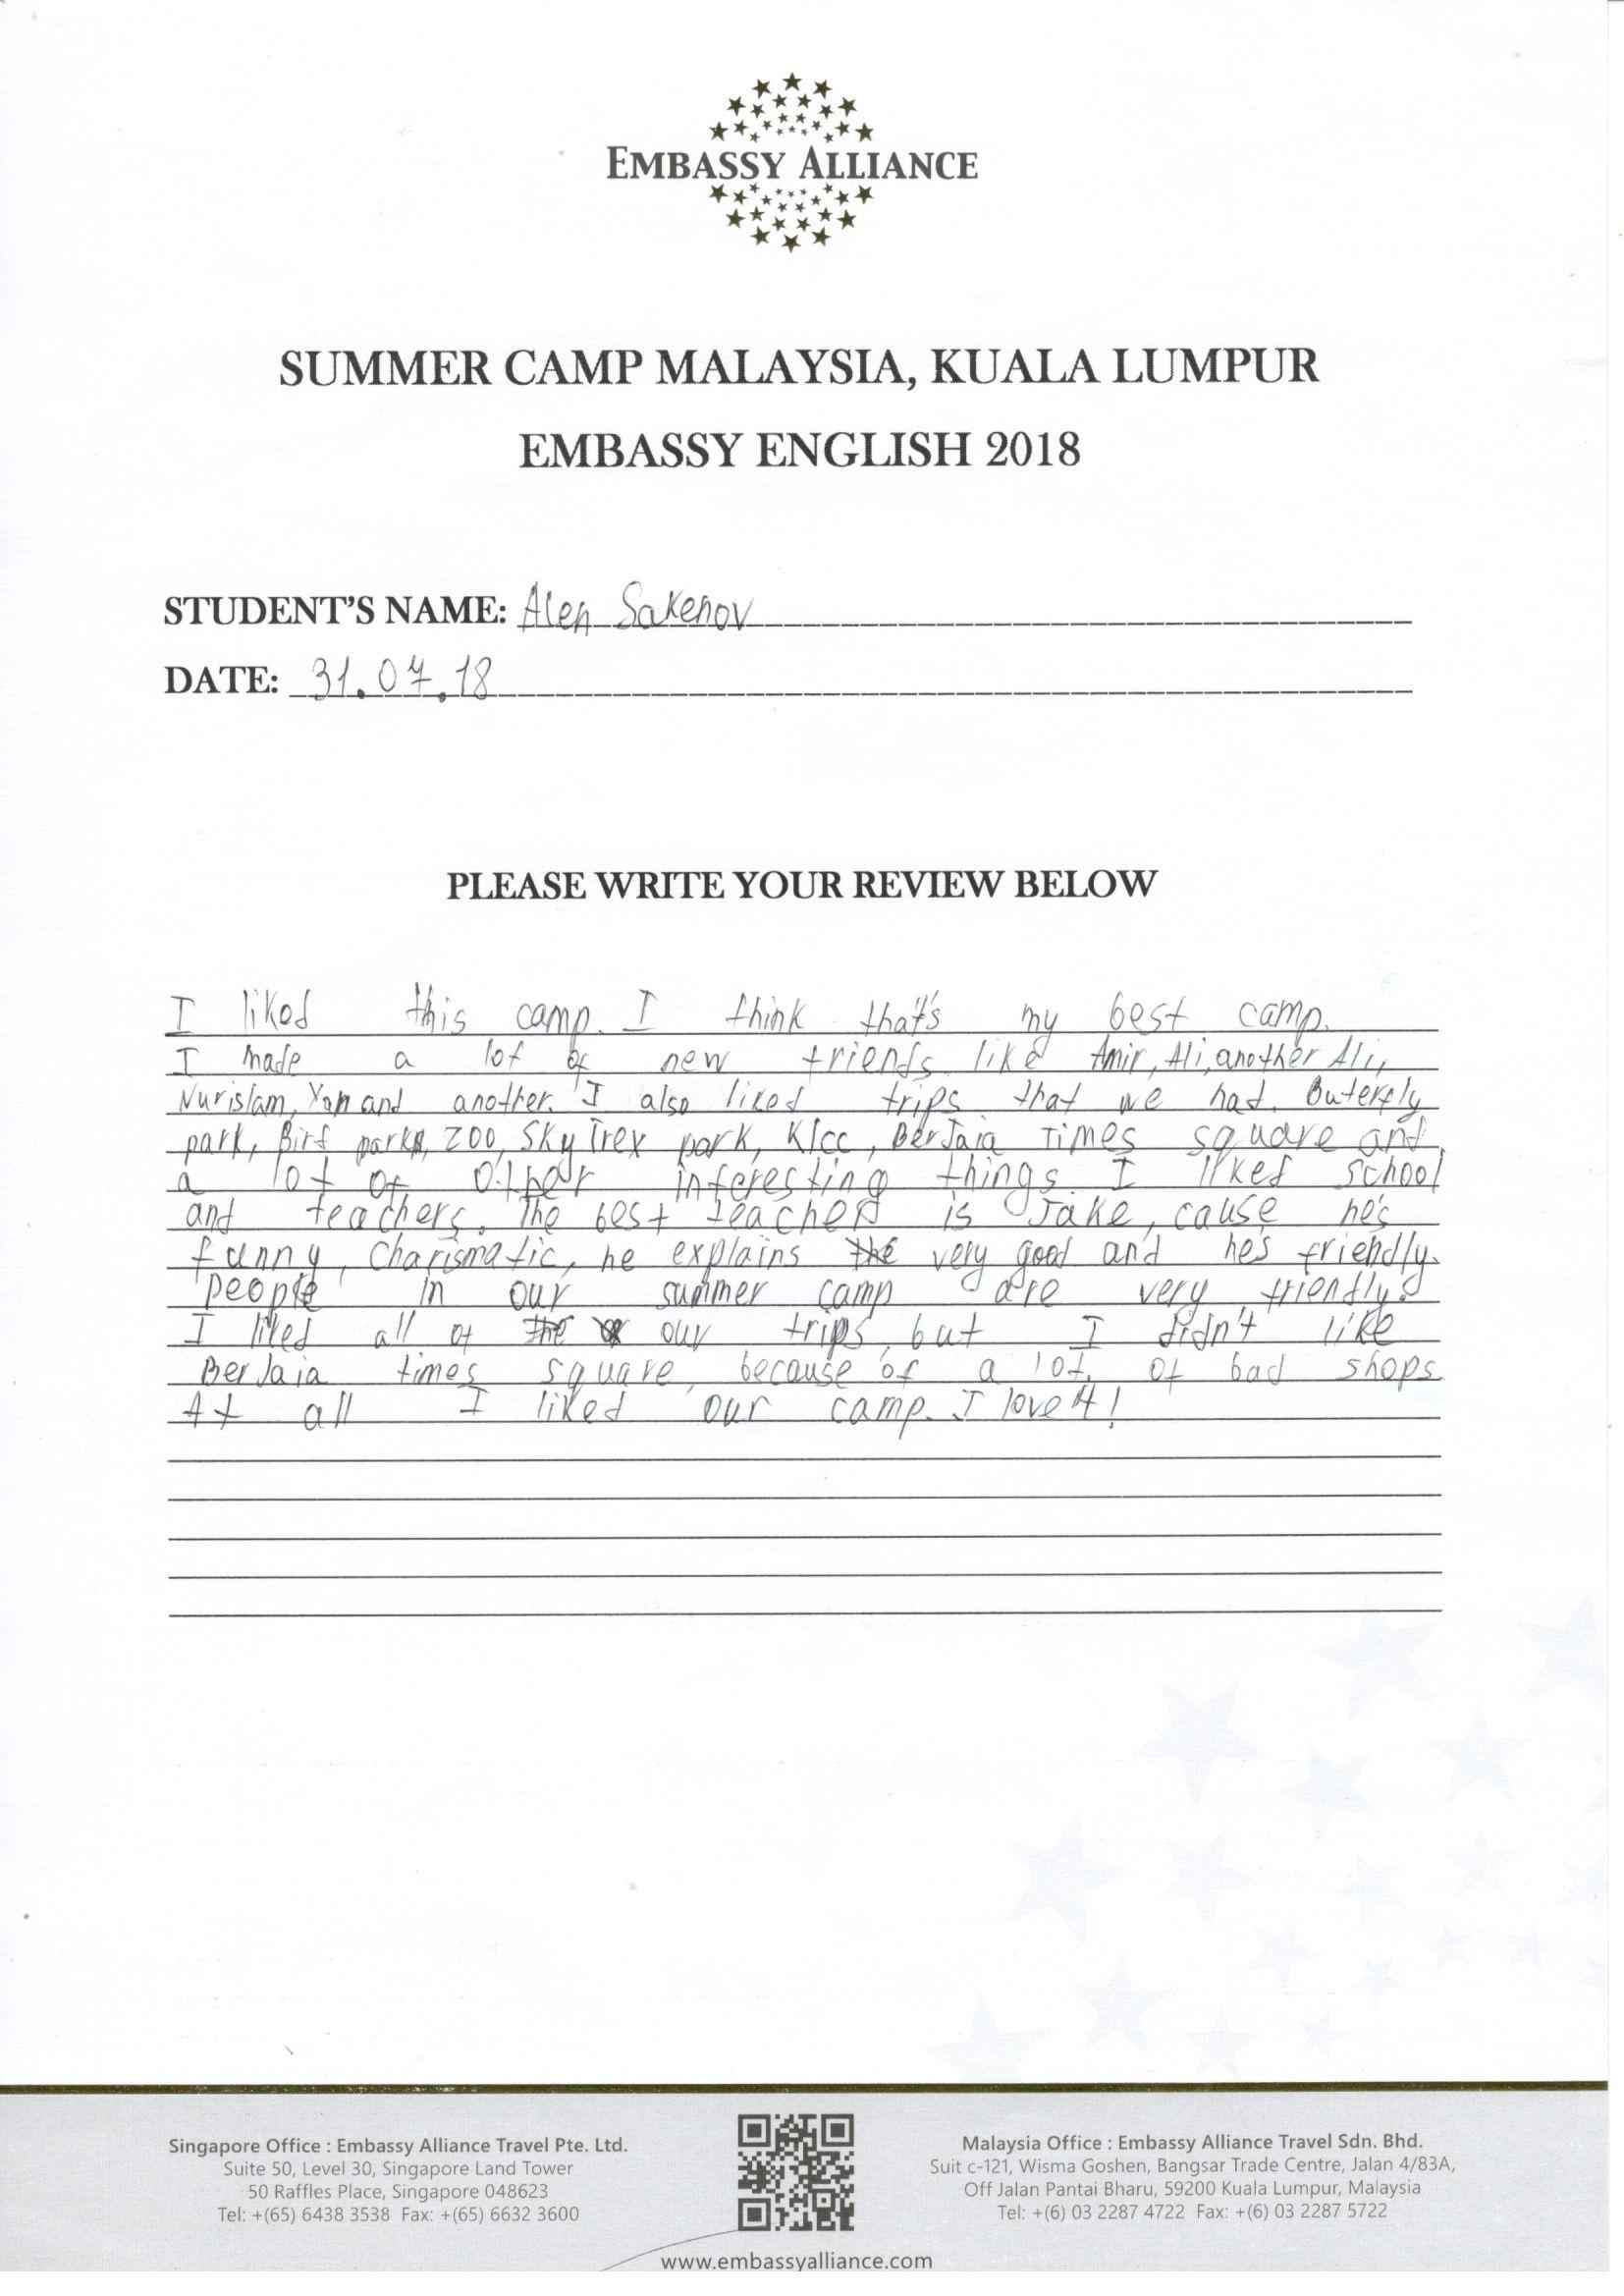 EMBASSY ALLIANCE
SUMMER CAMP MALAYSIA, KUALA LUMPUR
EMBASSY ENGLISH 2018
STUDENT'S NAME: Alen Sakenov
DATE: 31.07.18
PLEASE WRITE YOUR REVIEW BELOW
I liked this camp. I think that's my best camp.
I made a lot of new friends like Amir, Ali, another Ali,
Nurislam, Yan and another. I also liked trips that we had. Buterfly
park, Bird park, zoo, Sky Trex park, Klcc, BerJaia Times square and
a lot of other interesting things. I liked school
and teachers. The best teacher is Jake, cause he's
funny, charismatic, he explains the very good and he's friendly.
people in our summer camp are very friendly.
I liked all of the our trips, but I didn't like
BerJaia times square, because of a lot of bad shops.
At all I liked our camp. I love it!
Singapore Office : Embassy Alliance Travel Pte. Ltd.
Suite 50, Level 30, Singapore Land Tower
50 Raffles Place, Singapore 048623
Tel: +(65) 6438 3538 Fax: +(65) 6632 3600
Malaysia Office : Embassy Alliance Travel Sdn. Bhd.
Suit c-121, Wisma Goshen, Bangsar Trade Centre, Jalan 4/83A,
Off Jalan Pantai Bharu, 59200 Kuala Lumpur, Malaysia
Tel: +(6) 03 2287 4722 Fax: +(6) 03 2287 5722
www.embassyalliance.com